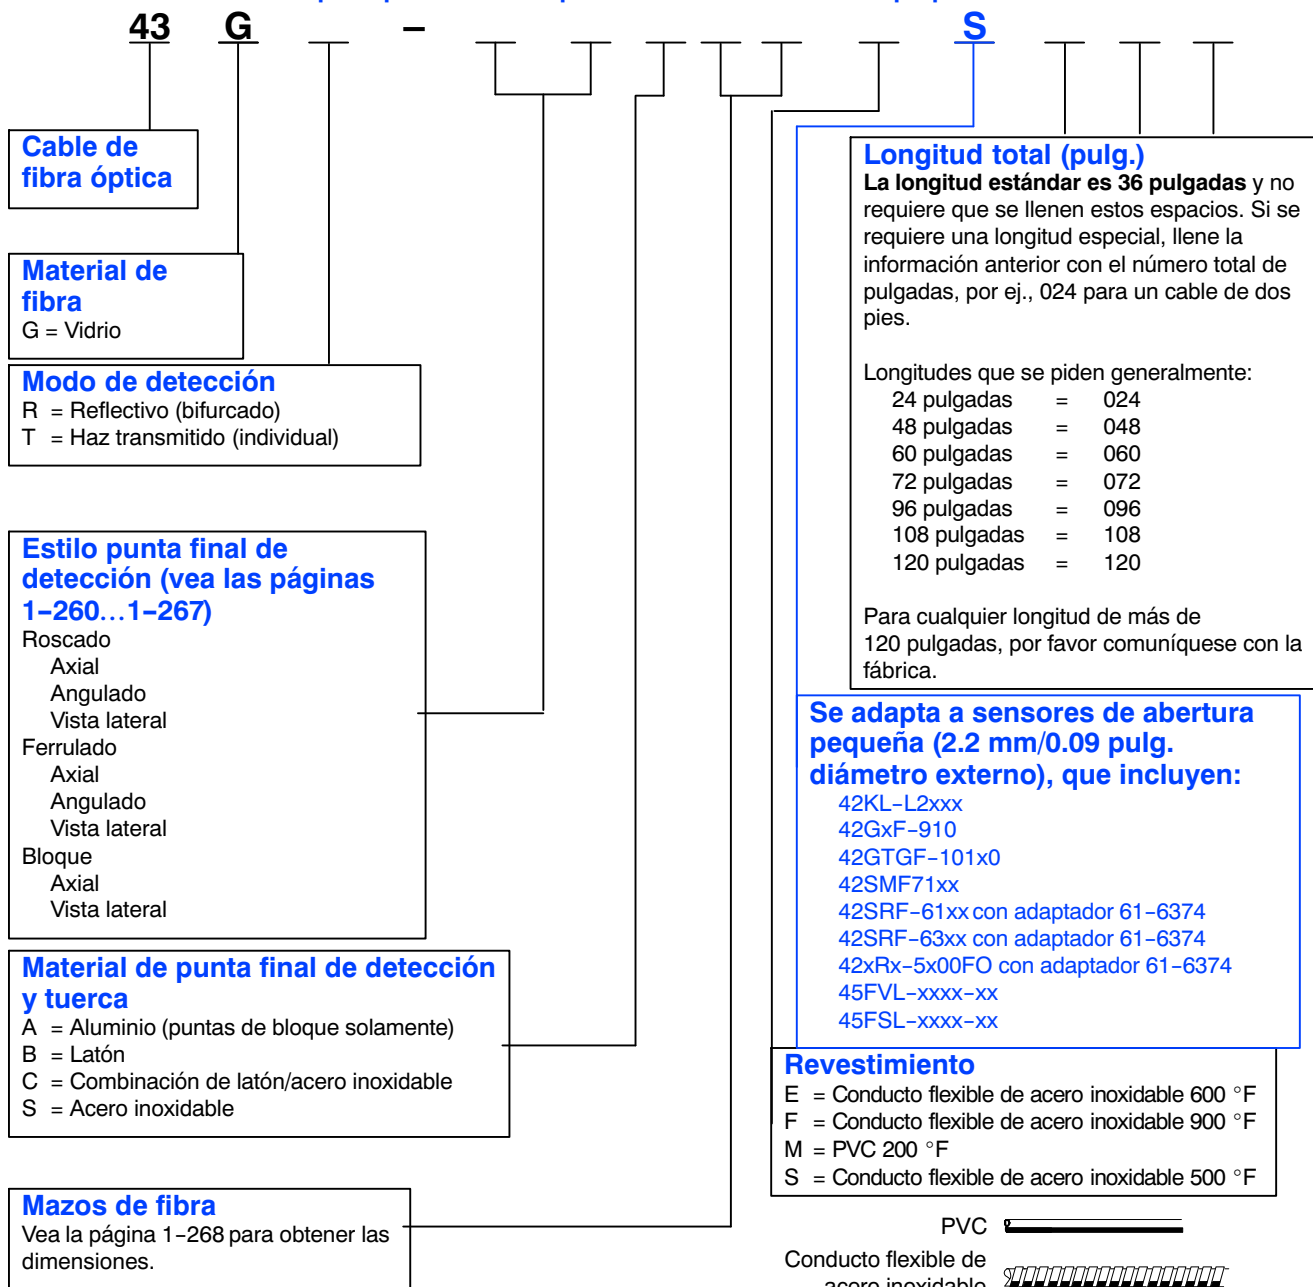 43 G – S
Cable de
fibra óptica
Material de
fibra
G = Vidrio
Modo de detección
R = Reflectivo (bifurcado)
T = Haz transmitido (individual)
Estilo punta final de
detección (vea las páginas
1–260…1–267)
Roscado
Axial
Angulado
Vista lateral
Ferrulado
Axial
Angulado
Vista lateral
Bloque
Axial
Vista lateral
Material de punta final de detección
y tuerca
A = Aluminio (puntas de bloque solamente)
B = Latón
C = Combinación de latón/acero inoxidable
S = Acero inoxidable
Mazos de fibra
Vea la página 1–268 para obtener las
dimensiones.
Longitud total (pulg.)
La longitud estándar es 36 pulgadas y no
requiere que se llenen estos espacios. Si se
requiere una longitud especial, llene la
información anterior con el número total de
pulgadas, por ej., 024 para un cable de dos
pies.
Longitudes que se piden generalmente:
24 pulgadas = 024
48 pulgadas = 048
60 pulgadas = 060
72 pulgadas = 072
96 pulgadas = 096
108 pulgadas = 108
120 pulgadas = 120
Para cualquier longitud de más de
120 pulgadas, por favor comuníquese con la
fábrica.
Se adapta a sensores de abertura
pequeña (2.2 mm/0.09 pulg.
diámetro externo), que incluyen:
42KL–L2xxx
42GxF–910
42GTGF–101x0
42SMF71xx
42SRF–61xx con adaptador 61–6374
42SRF–63xx con adaptador 61–6374
42xRx–5x00FO con adaptador 61–6374
45FVL–xxxx–xx
45FSL–xxxx–xx
Revestimiento
E = Conducto flexible de acero inoxidable 600 °F
F = Conducto flexible de acero inoxidable 900 °F
M = PVC 200 °F
S = Conducto flexible de acero inoxidable 500 °F
PVC
Conducto flexible de
acero inoxidable